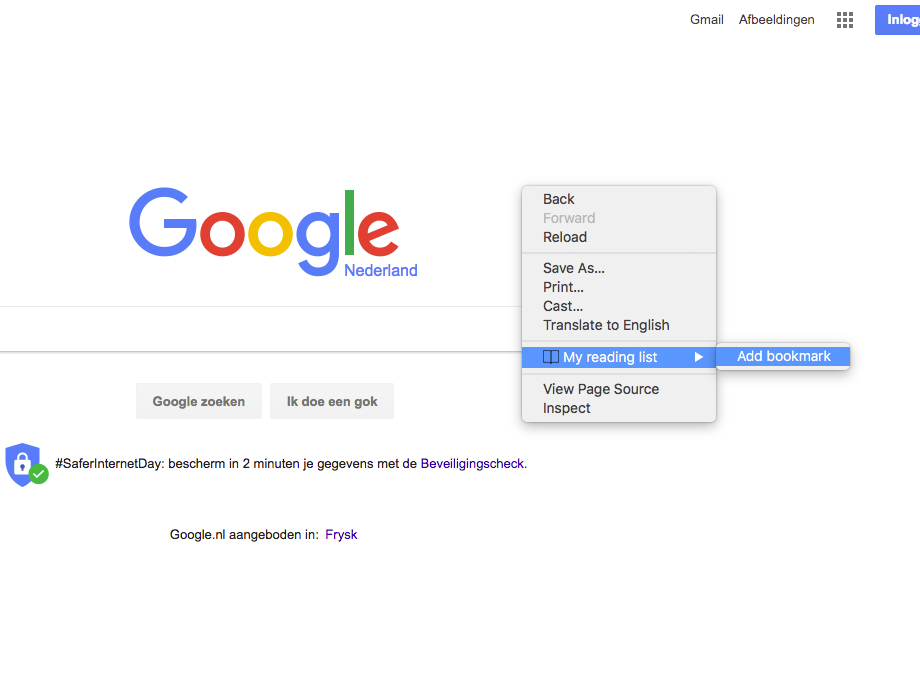 Gmail Afbeeldingen
Google
Nederland
Back
Forward
Reload
Save As...
Print...
Cast...
Translate to English
My reading list
Add bookmark
View Page Source
Inspect
Google zoeken
Ik doe een gok
#SaferInternetDay: bescherm in 2 minuten je gegevens met de Beveiligingscheck.
Google.nl aangeboden in: Frysk